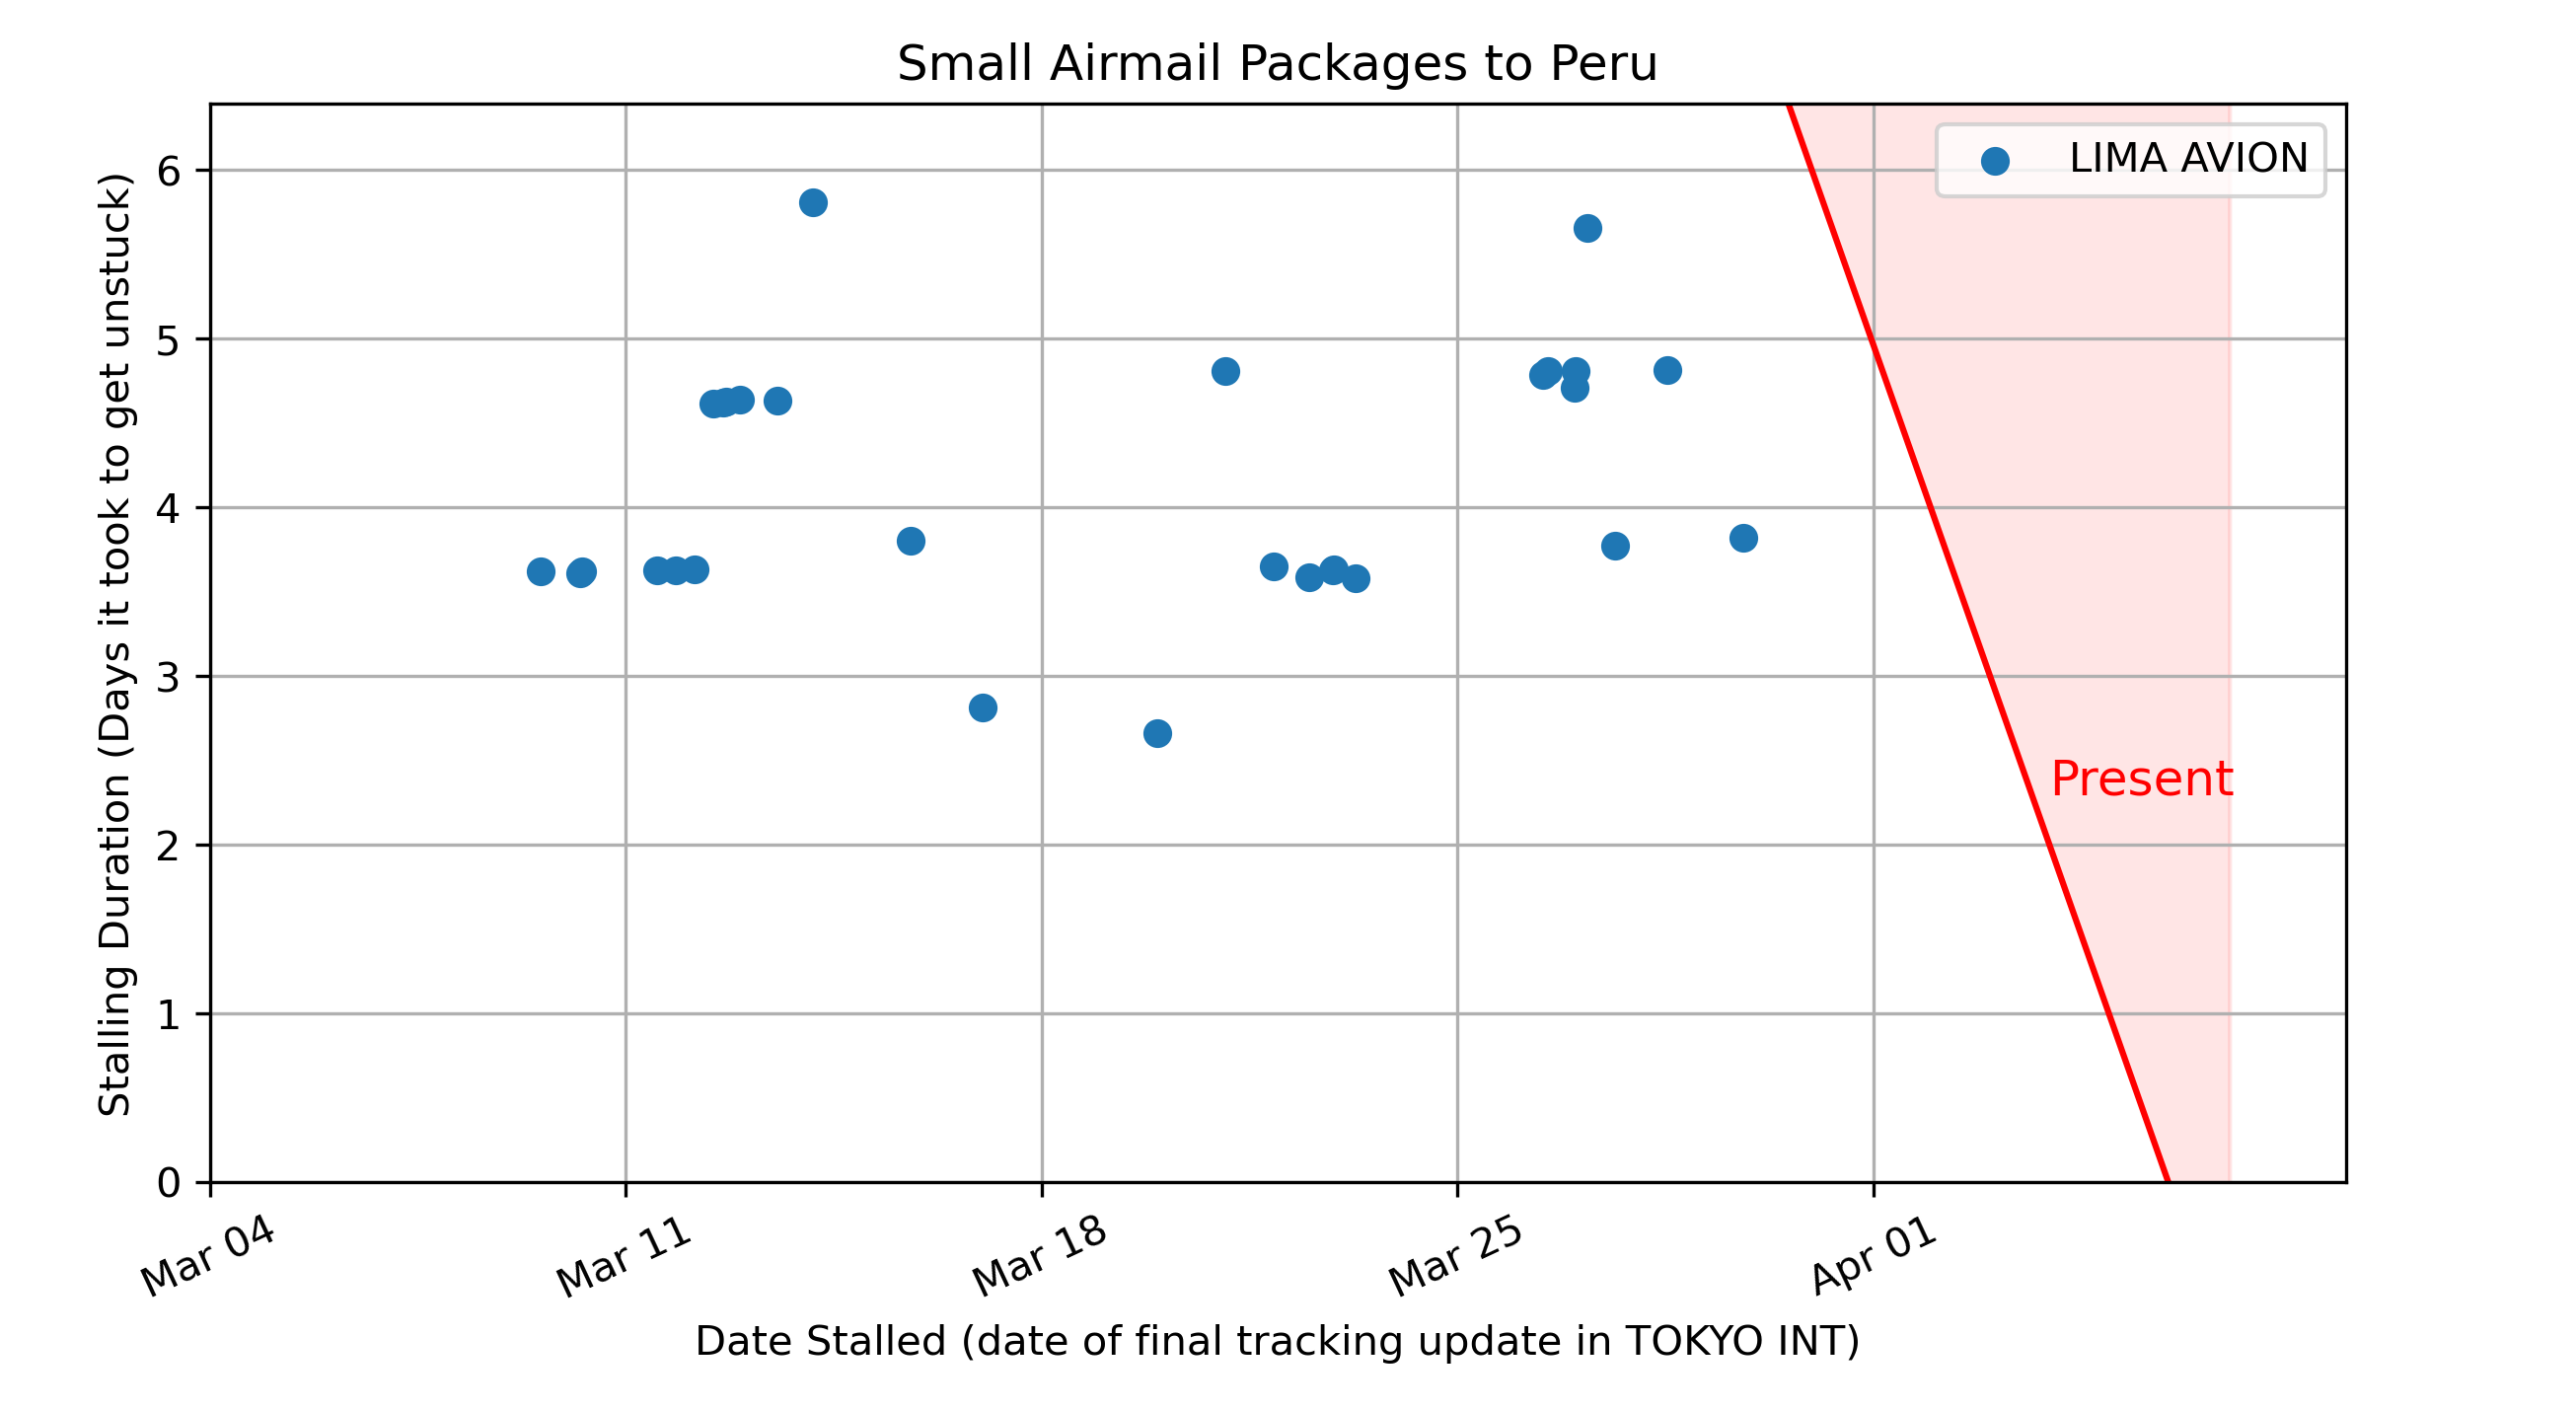 Small Airmail Packages to Peru
Stalling Duration (Days it took to get unstuck)
6
5
4
3
2
1
0
LIMA AVION
Present
Mar 04
Mar 11
Mar 18
Mar 25
Apr 01
Date Stalled (date of final tracking update in TOKYO INT)